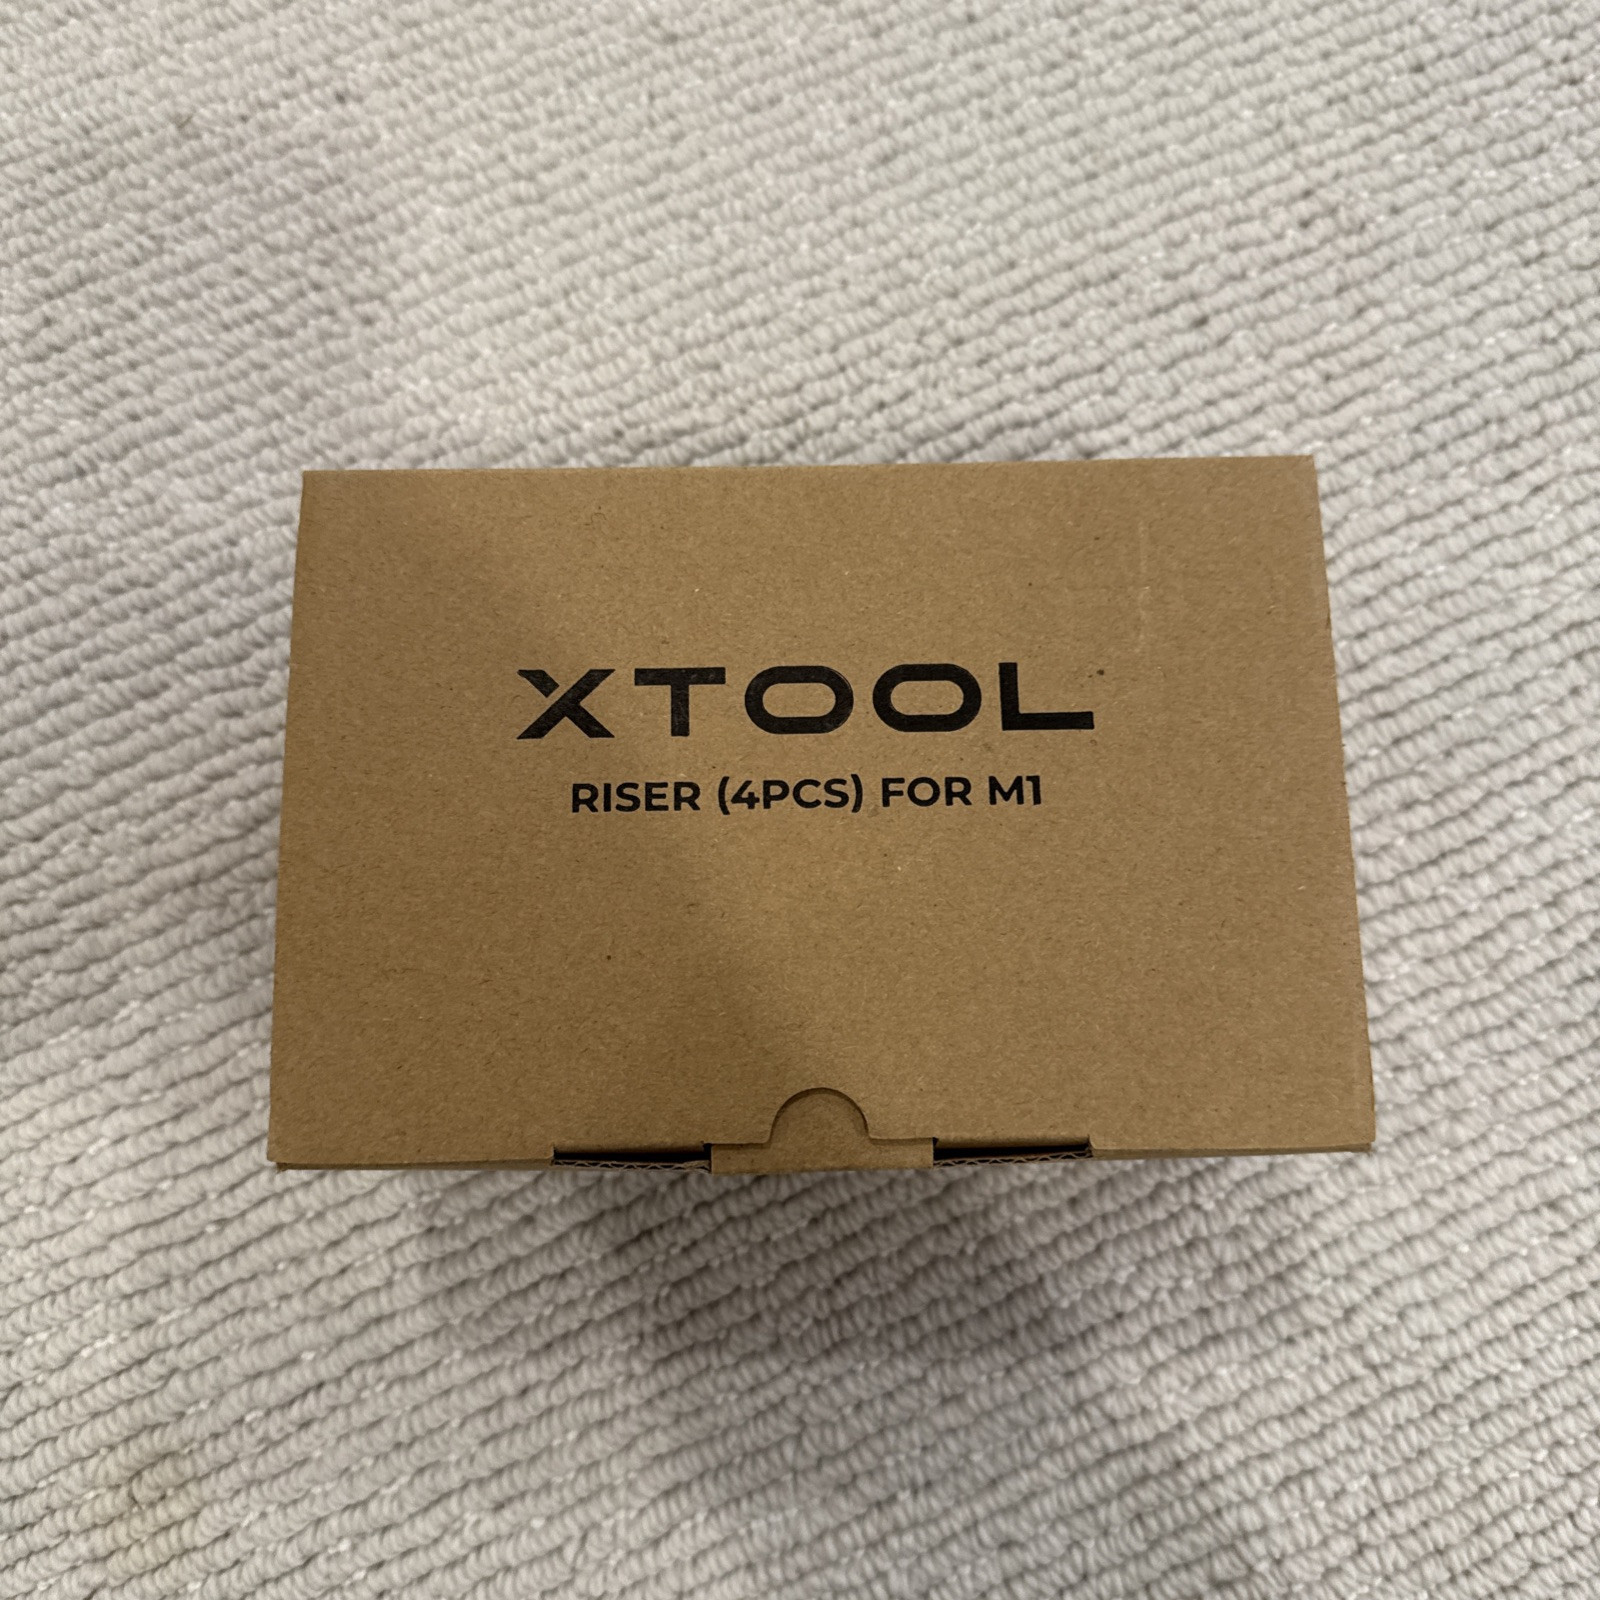 XTOOL
RISER (4PCS) FOR M1